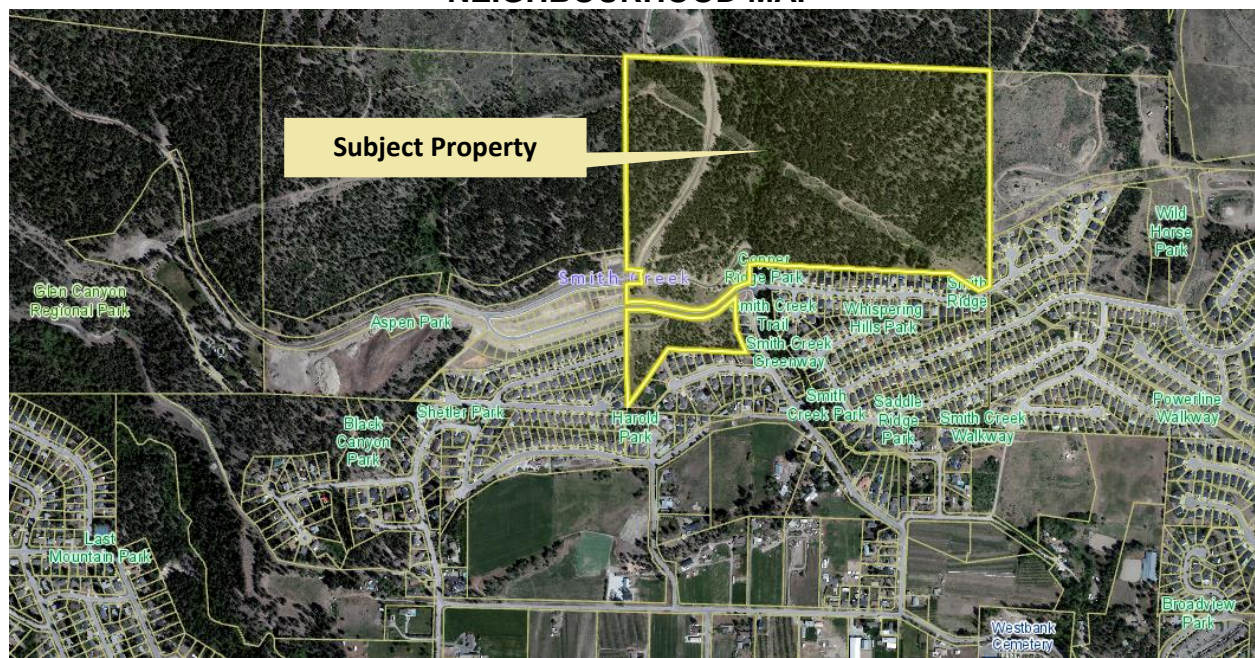 NEIGHBOURHOOD MAP
Subject Property
Wild
Horse
Park
Copper
Ridge Park
Smith Creek
Smith
Ridge
Glen Canyon
Regional Park
Aspen Park
mith Creek
Trail
Smith Creek
Greenway
Whispering
Hills Park
Shetler Park
Harold
Park
Smith
Creek Park
Saddle
Ridge
Park
Smith Creek
Walkway
Powerline
Walkway
Black
Canyon
Park
Last
Mountain Park
Westbank
Cemetery
Broadview
Park